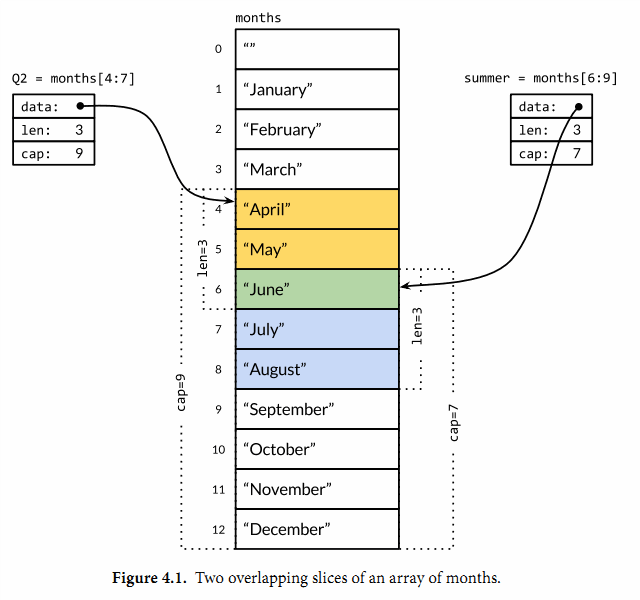 months
Q2 = months[4:7]
data:
len: 3
cap: 9
summer = months[6:9]
data:
len: 3
cap: 7
0 “”
1 “January”
2 “February”
3 “March”
4 “April”
5 “May”
6 “June”
7 “July”
8 “August”
9 “September”
10 “October”
11 “November”
12 “December”
len=3
cap=9
len=3
cap=7
Figure 4.1. Two overlapping slices of an array of months.